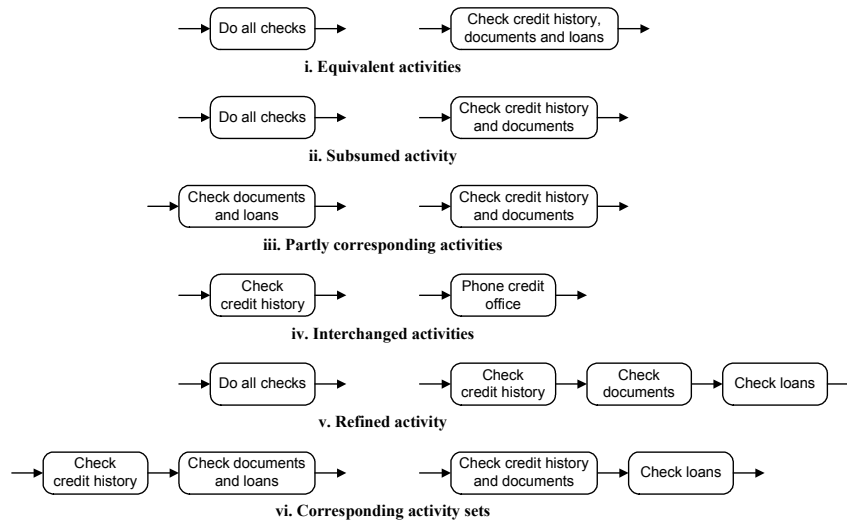 Do all checks
Check credit history,
documents and loans
i. Equivalent activities
Do all checks
Check credit history
and documents
ii. Subsumed activity
Check documents
and loans
Check credit history
and documents
iii. Partly corresponding activities
Check
credit history
Phone credit
office
iv. Interchanged activities
Do all checks
Check
credit history
Check
documents
Check loans
v. Refined activity
Check
credit history
Check documents
and loans
Check credit history
and documents
Check loans
vi. Corresponding activity sets